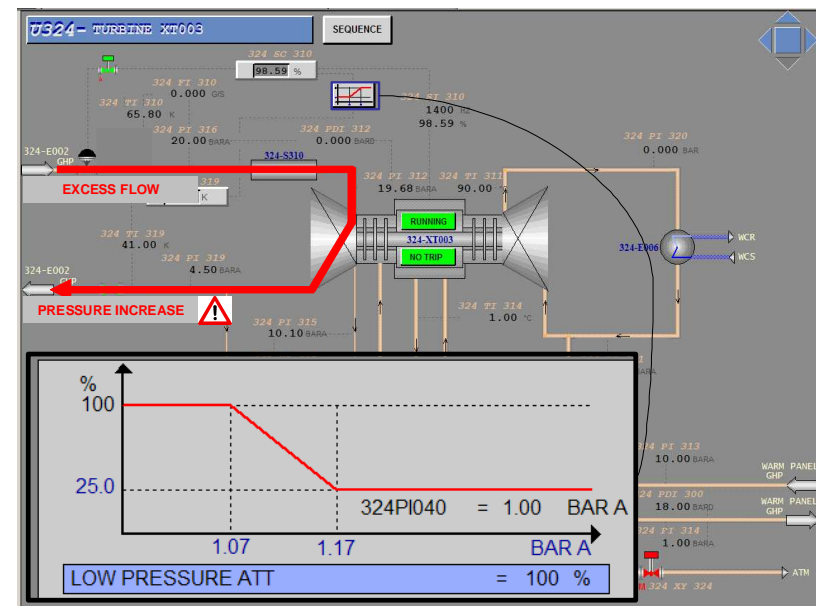 U324- TURBINE XT003
SEQUENCE
324 SC 310
98.59 %
324 FI 310
0.000 G/S
324 TI 310
65.80 K
324 SI 310
1400 HZ
98.59 %
324 PI 316
20.00 BARA
324 PDI 312
0.000 BARD
324 PI 320
0.000 BAR
324-E002
GHP
324-S310
EXCESS FLOW
319
K
324 PI 312
19.68 BARA
324 TI 311
90.00
RUNNING
324-XT003
NO TRIP
324 TI 319
41.00 K
324 PI 319
4.50 BARA
324-E006
WCR
WCS
324-E002
PRESSURE INCREASE
324 TI 314
1.00 °C
324 PI 315
10.10 BARA
BARA
%
100
25.0
324PI040 = 1.00 BAR A
1.07
1.17
BAR A
LOW PRESSURE ATT = 100 %
324 PI 313
10.00 BARA
WARM PANEL
GHP
324 PDI 300
18.00 BARD
WARM PANEL
GHP
324 PI 314
1.00 BARA
ATM
324 XY 324